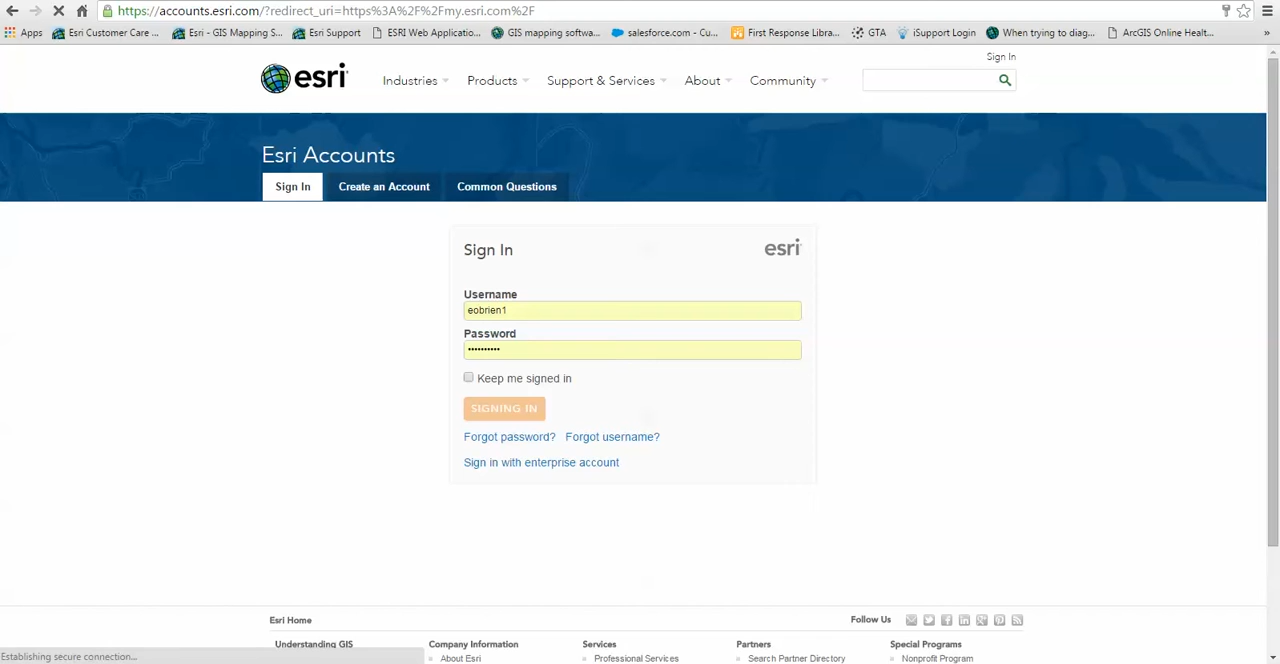 https://accounts.esri.com/?redirect_uri=https%3A%2F%2Fmy.esri.com%2F
Apps Esri Customer Care ... Esri - GIS Mapping S... Esri Support ESRI Web Applicatio... GIS mapping softwa... salesforce.com - Cu... First Response Libra... GTA iSupport Login When trying to diag... ArcGIS Online Healt... »
Sign In
esri Industries Products Support & Services About Community
Esri Accounts
Sign In Create an Account Common Questions
Sign In esri
Username
eobrien1
Password
••••••••••
Keep me signed in
SIGNING IN
Forgot password? Forgot username?
Sign in with enterprise account
Esri Home Follow Us
Understanding GIS Company Information Services Partners Special Programs
» About Esri » Professional Services » Search Partner Directory » Nonprofit Program
Establishing secure connection...